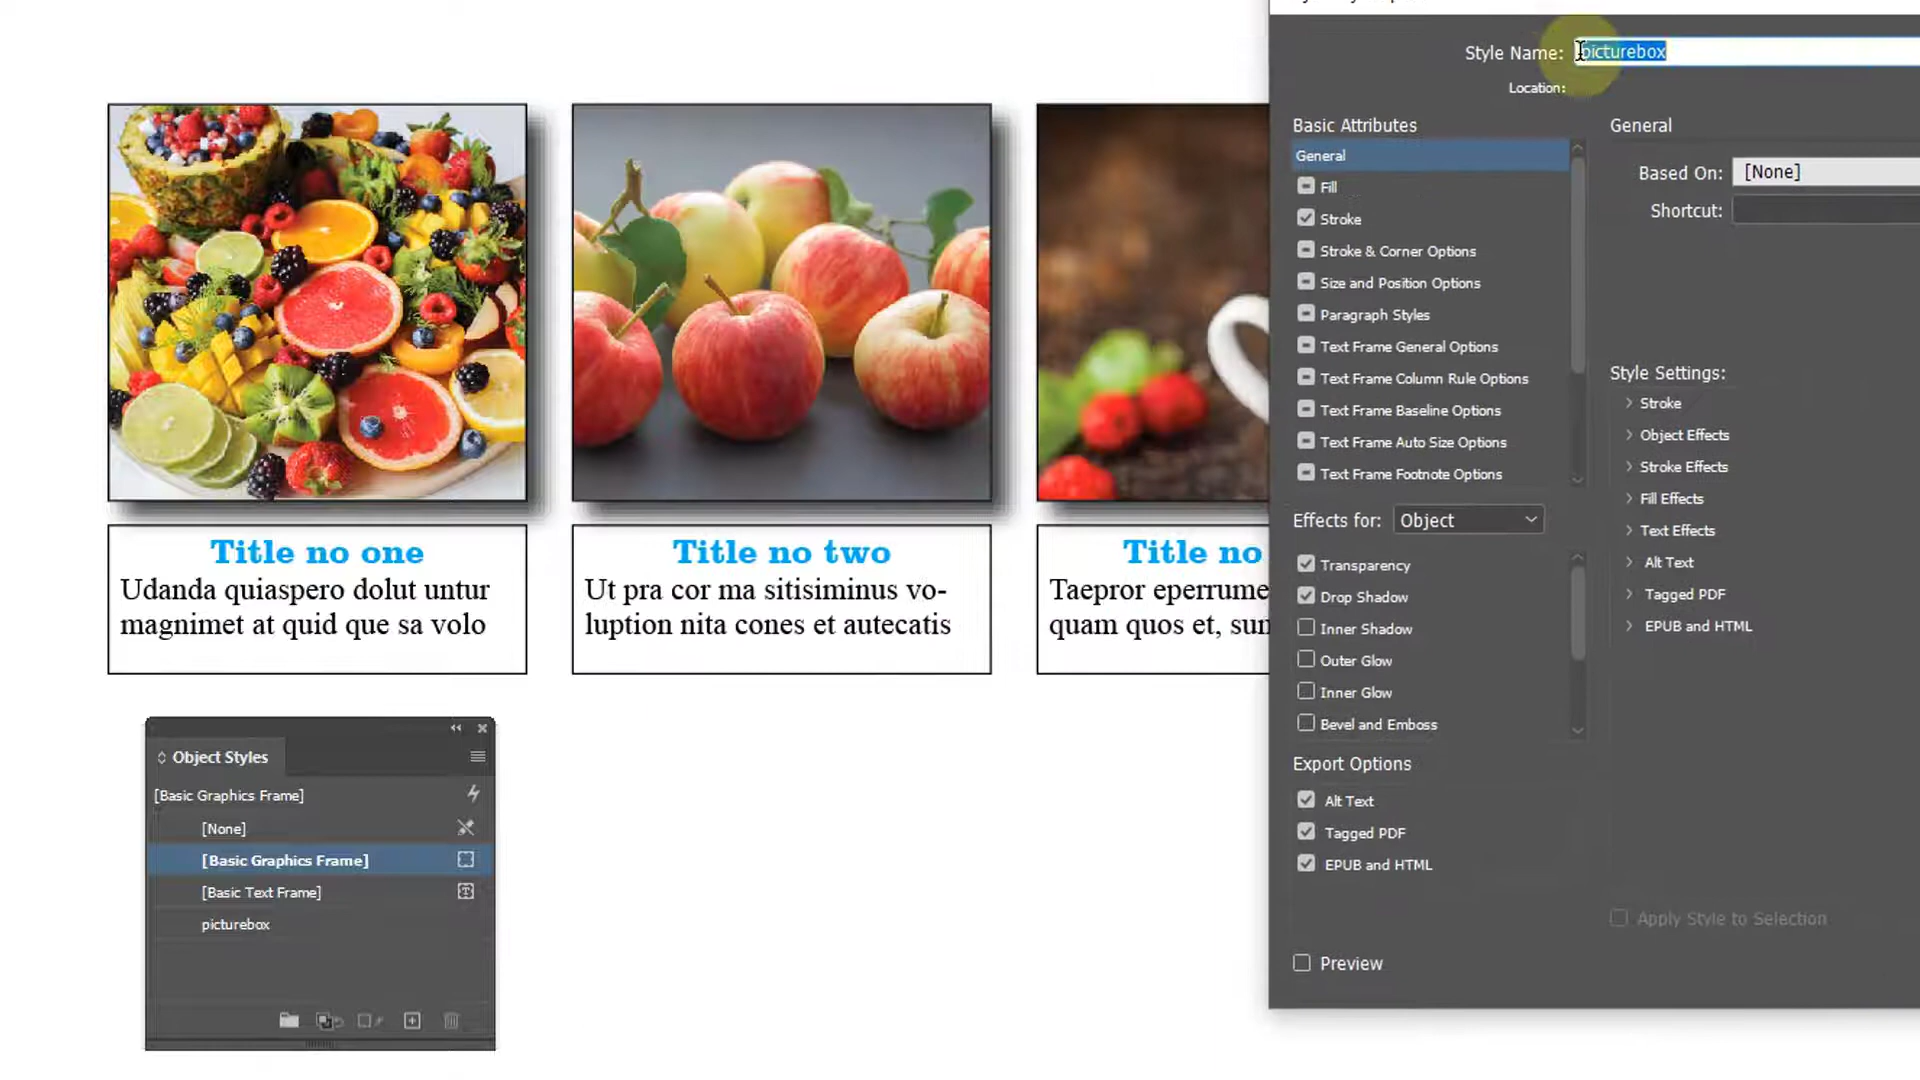 Title no one
Udanda quiaspero dolut untur
magnimet at quid que sa volo
Title no two
Ut pra cor ma sitisiminus vo-
luption nita cones et autecatis
Title no
Taepror eperrume
quam quos et, sun
Object Styles
[Basic Graphics Frame]
[None]
[Basic Graphics Frame]
[Basic Text Frame]
picturebox
Style Name: picturebox
Location:
Basic Attributes
General
Fill
Stroke
Stroke & Corner Options
Size and Position Options
Paragraph Styles
Text Frame General Options
Text Frame Column Rule Options
Text Frame Baseline Options
Text Frame Auto Size Options
Text Frame Footnote Options
Effects for: Object
Transparency
Drop Shadow
Inner Shadow
Outer Glow
Inner Glow
Bevel and Emboss
Export Options
Alt Text
Tagged PDF
EPUB and HTML
Preview
General
Based On: [None]
Shortcut:
Style Settings:
Stroke
Object Effects
Stroke Effects
Fill Effects
Text Effects
Alt Text
Tagged PDF
EPUB and HTML
Apply Style to Selection